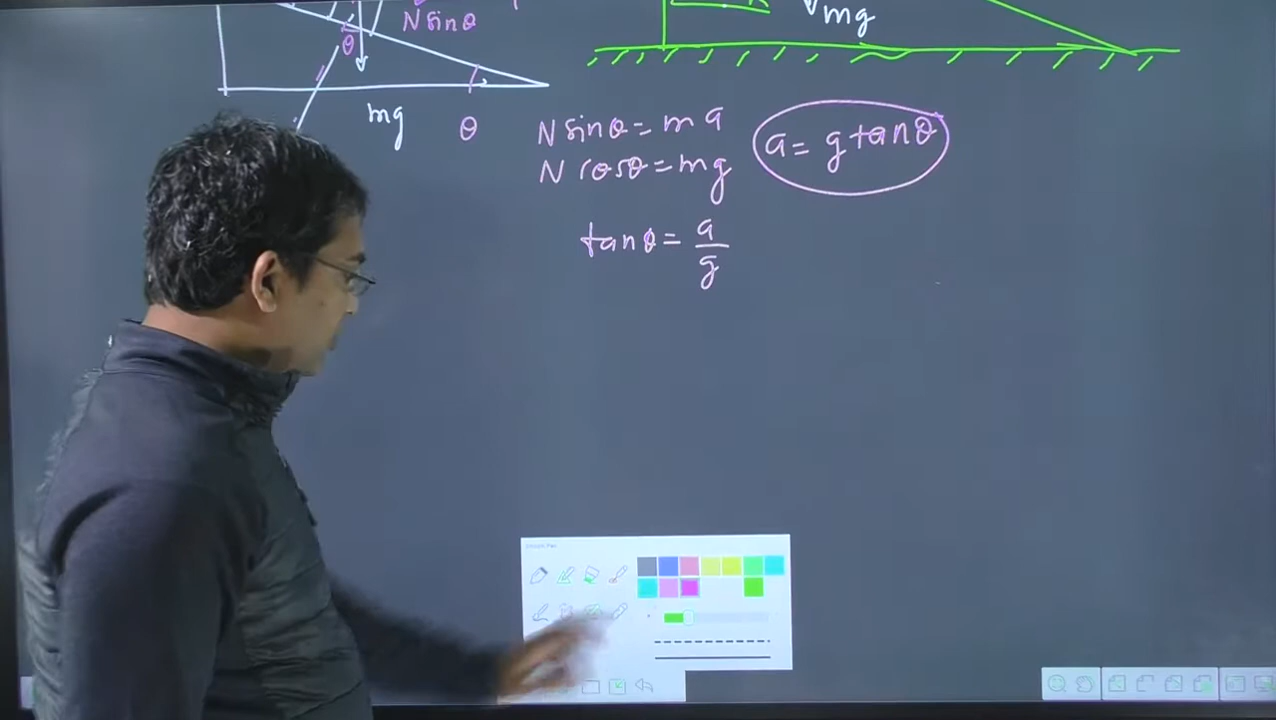 N sinθ
θ
mg
mg
θ
N sinθ = ma
N cosθ = mg
a = g tanθ
tanθ = a/g